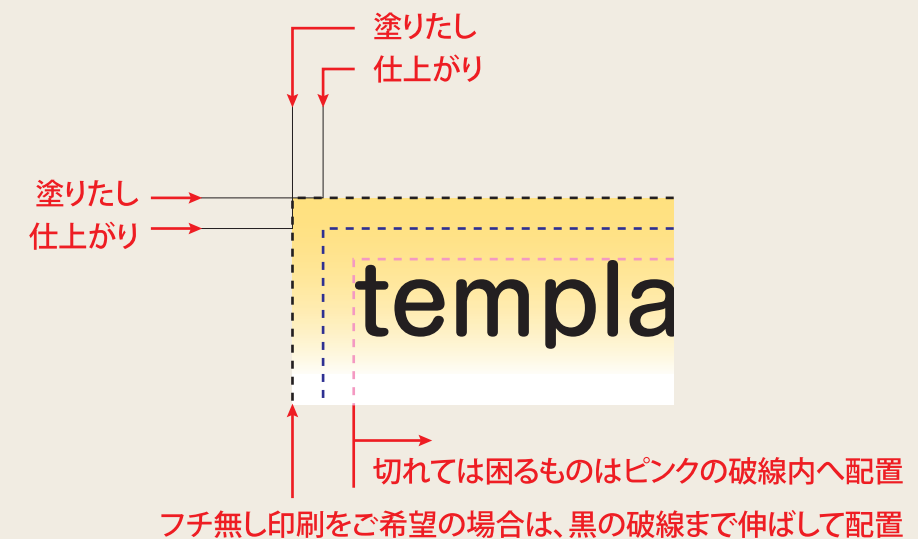 塗りたし
仕上がり
塗りたし
仕上がり
templa
切れては困るものはピンクの破線内へ配置
フチ無し印刷をご希望の場合は、黒の破線まで伸ばして配置